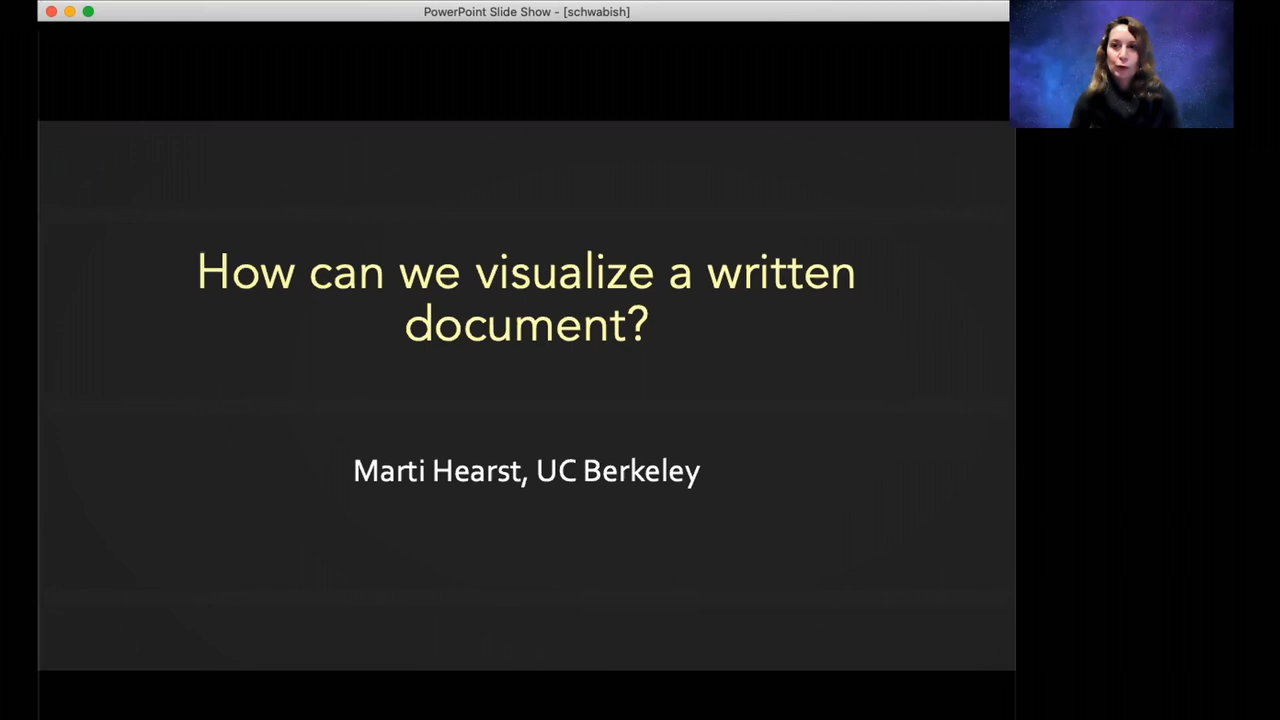 PowerPoint Slide Show - [schwabish]
How can we visualize a written
document?
Marti Hearst, UC Berkeley